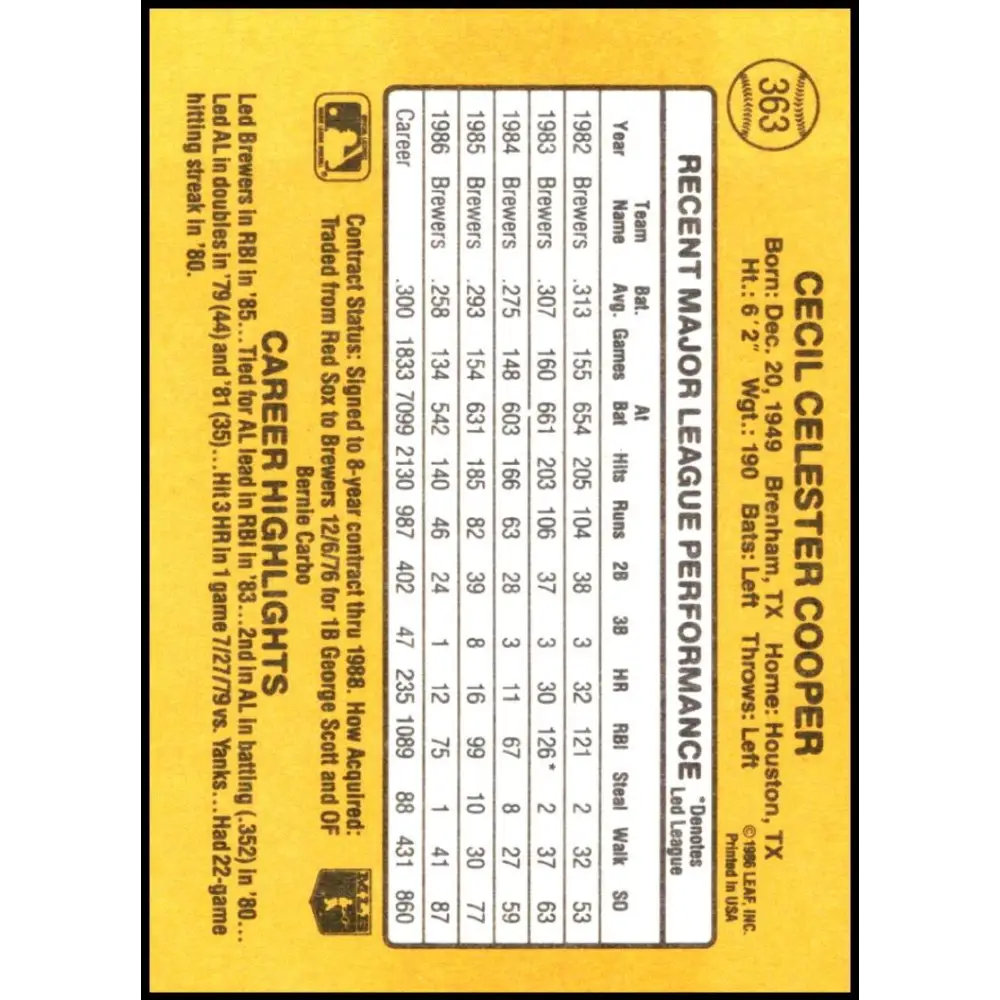 363
CECIL CELESTER COOPER
Born: Dec. 20, 1949 Brenham, TX Home: Houston, TX
Ht.: 6' 2" Wgt.: 190 Bats: Left Throws: Left
©1986 LEAF, INC.
Printed in USA
RECENT MAJOR LEAGUE PERFORMANCE *Denotes
Led League
Year Team Name Bat. Avg. Games At Bat Hits Runs 2B 3B HR RBI Steal Walk SO
1982 Brewers .313 155 654 205 104 38 3 32 121 2 32 53
1983 Brewers .307 160 661 203 106 37 3 30 126* 2 37 63
1984 Brewers .275 148 603 166 63 28 3 11 67 8 27 59
1985 Brewers .293 154 631 185 82 39 8 16 99 10 30 77
1986 Brewers .258 134 542 140 46 24 1 12 75 1 41 87
Career .300 1833 7099 2130 987 402 47 235 1089 88 431 860
Contract Status: Signed to 8-year contract thru 1988. How Acquired:
Traded from Red Sox to Brewers 12/6/76 for 1B George Scott and OF
Bernie Carbo
MLB
CAREER HIGHLIGHTS
Led Brewers in RBI in '85...Tied for AL lead in RBI in '83...2nd in AL in batting (.352) in '80...
Led AL in doubles in '79 (44) and '81 (35)...Hit 3 HR in 1 game 7/27/79 vs. Yanks...Had 22-game
hitting streak in '80.